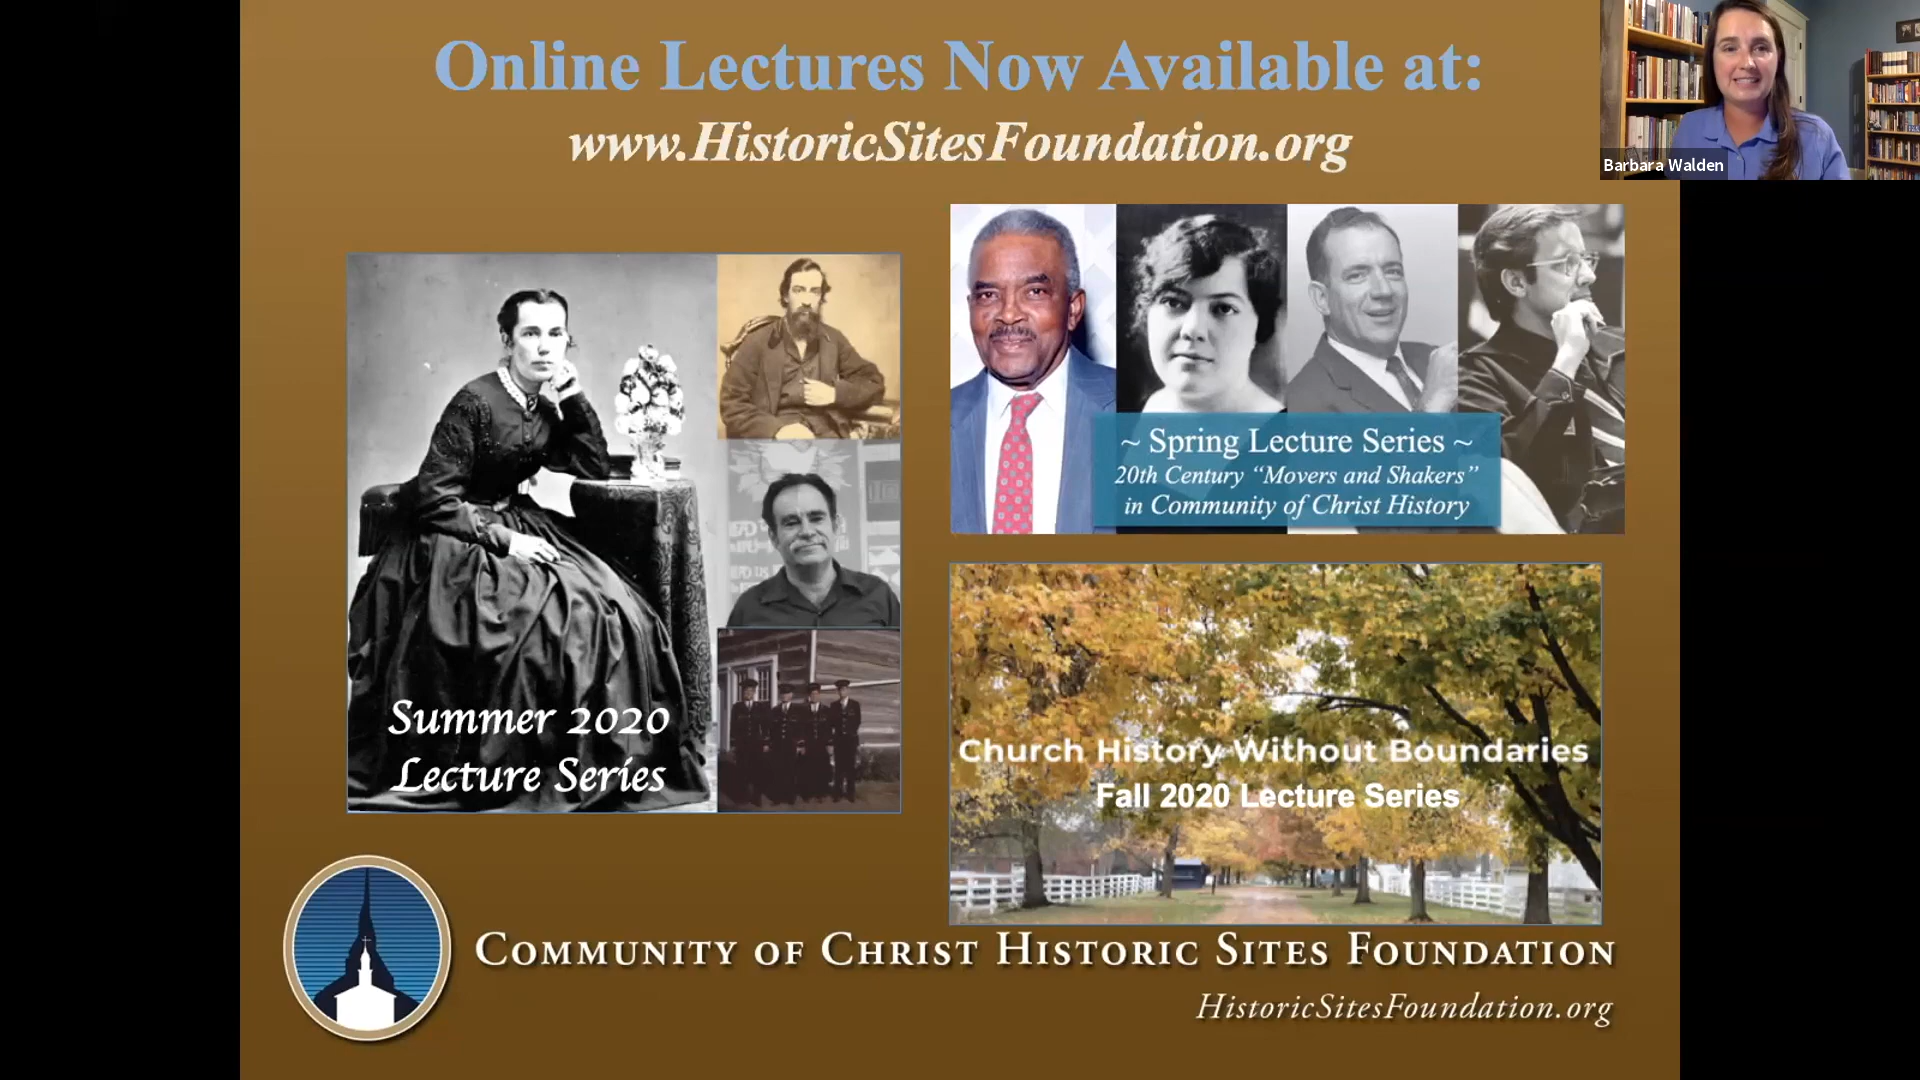 Online Lectures Now Available at:
www.HistoricSitesFoundation.org
Barbara Walden
~ Spring Lecture Series ~
20th Century “Movers and Shakers”
in Community of Christ History
Summer 2020
Lecture Series
Church History Without Boundaries
Fall 2020 Lecture Series
COMMUNITY OF CHRIST HISTORIC SITES FOUNDATION
HistoricSitesFoundation.org